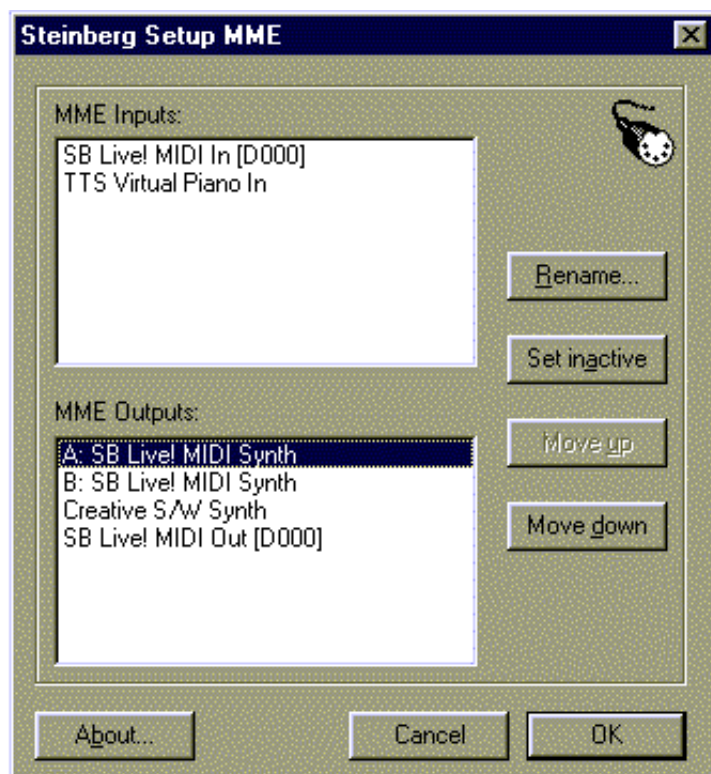 Steinberg Setup MME
MME Inputs:
SB Live! MIDI In [D000]
TTS Virtual Piano In
Rename...
Set inactive
MME Outputs:
Move up
A: SB Live! MIDI Synth
B: SB Live! MIDI Synth
Creative S/W Synth
Move down
SB Live! MIDI Out [D000]
About...
Cancel
OK